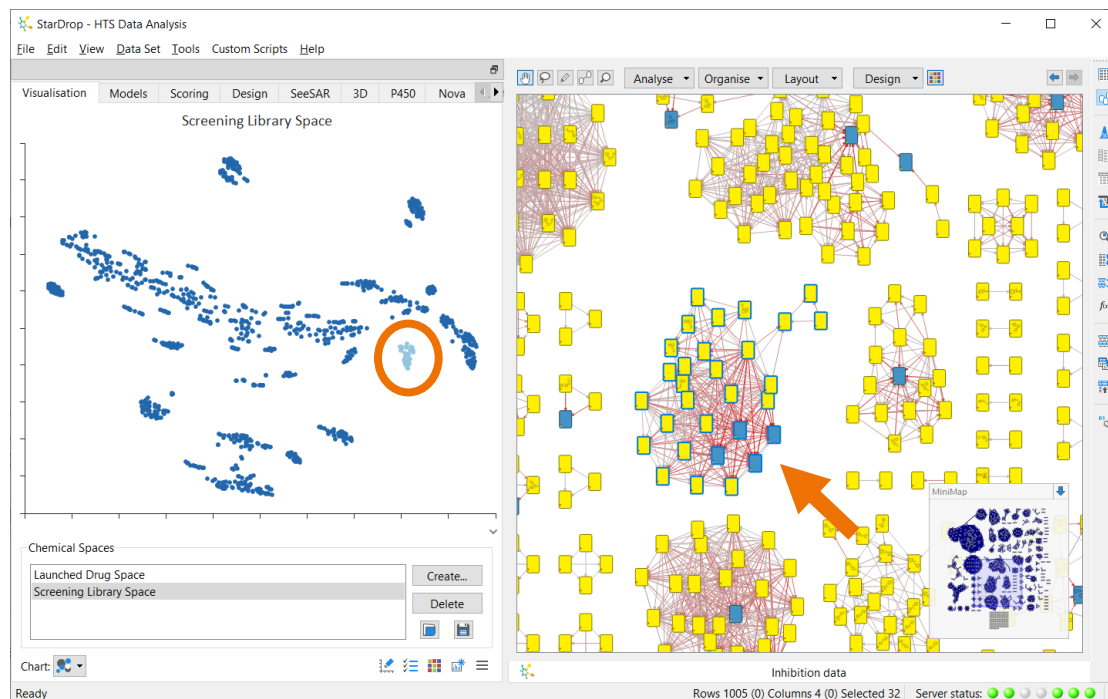 StarDrop - HTS Data Analysis
File Edit View Data Set Tools Custom Scripts Help
Visualisation Models Scoring Design SeeSAR 3D P450 Nova
Analyse Organise Layout Design
Screening Library Space
MiniMap
Chemical Spaces
Launched Drug Space
Screening Library Space
Create...
Delete
Chart:
Inhibition data
Ready
Rows 1005 (0) Columns 4 (0) Selected 32 Server status: